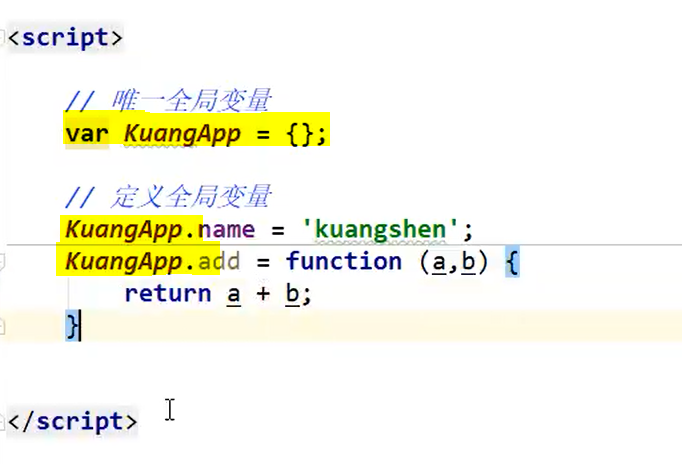 <script>
// 唯一全局变量
var KuangApp = {};
// 定义全局变量
KuangApp.name = 'kuangshen';
KuangApp.add = function (a,b) {
return a + b;
}
</script>